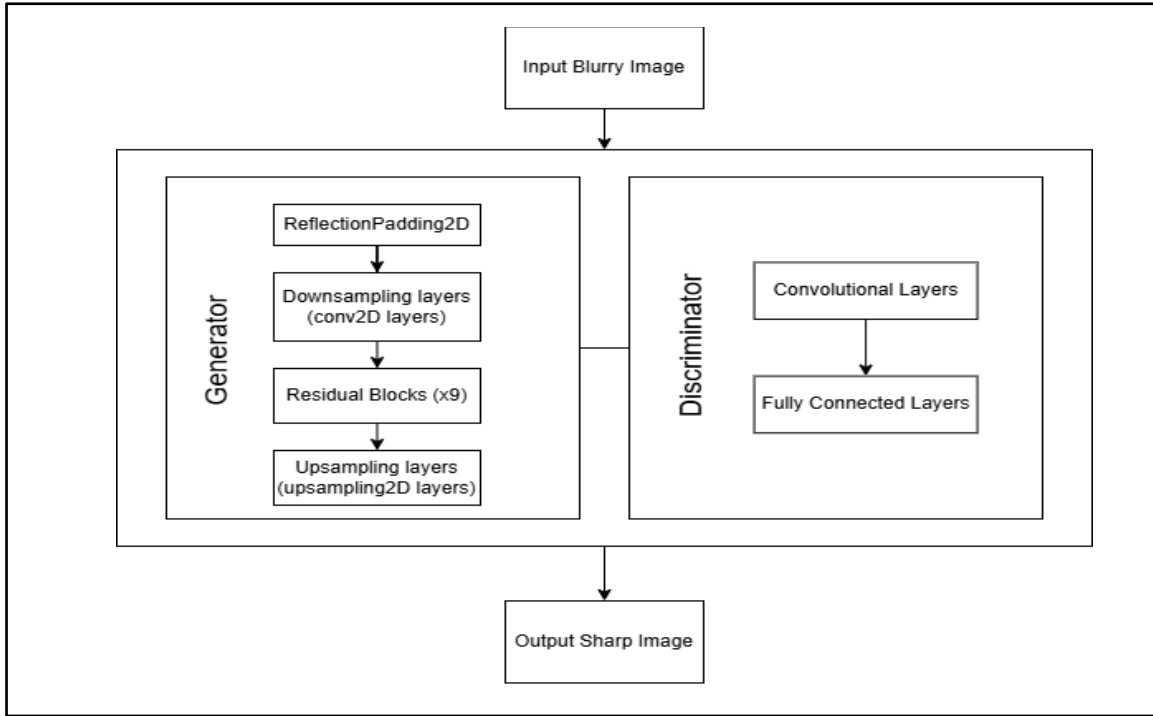 Input Blurry Image
Generator
ReflectionPadding2D
Downsampling layers
(conv2D layers)
Residual Blocks (x9)
Upsampling layers
(upsampling2D layers)
Discriminator
Convolutional Layers
Fully Connected Layers
Output Sharp Image